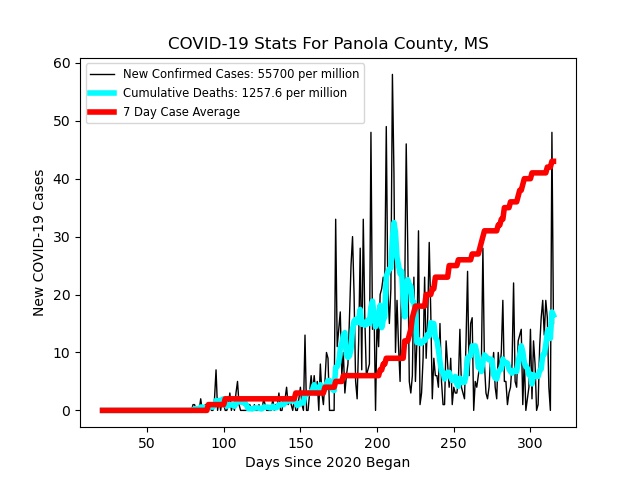 COVID-19 Stats For Panola County, MS
New Confirmed Cases: 55700 per million
Cumulative Deaths: 1257.6 per million
7 Day Case Average
60
50
40
30
20
10
0
New COVID-19 Cases
50 100 150 200 250 300
Days Since 2020 Began